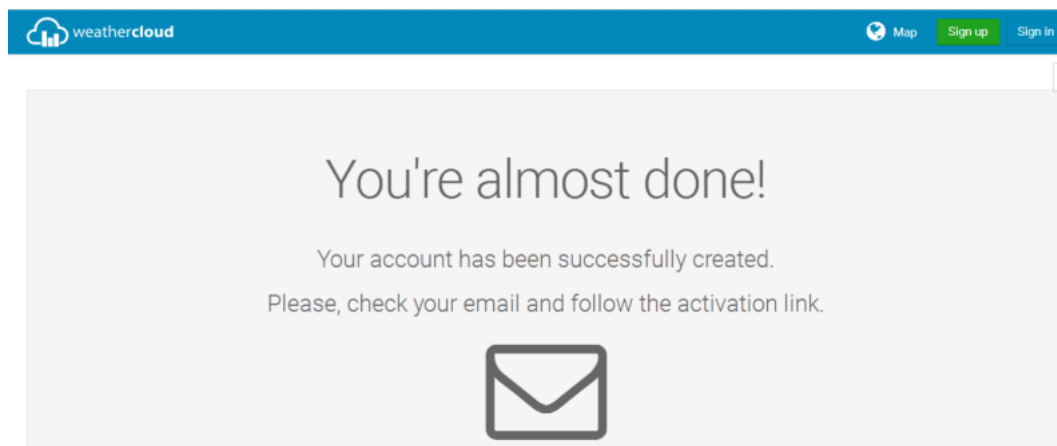 weathercloud
Map
Sign up
Sign in
You're almost done!
Your account has been successfully created.
Please, check your email and follow the activation link.